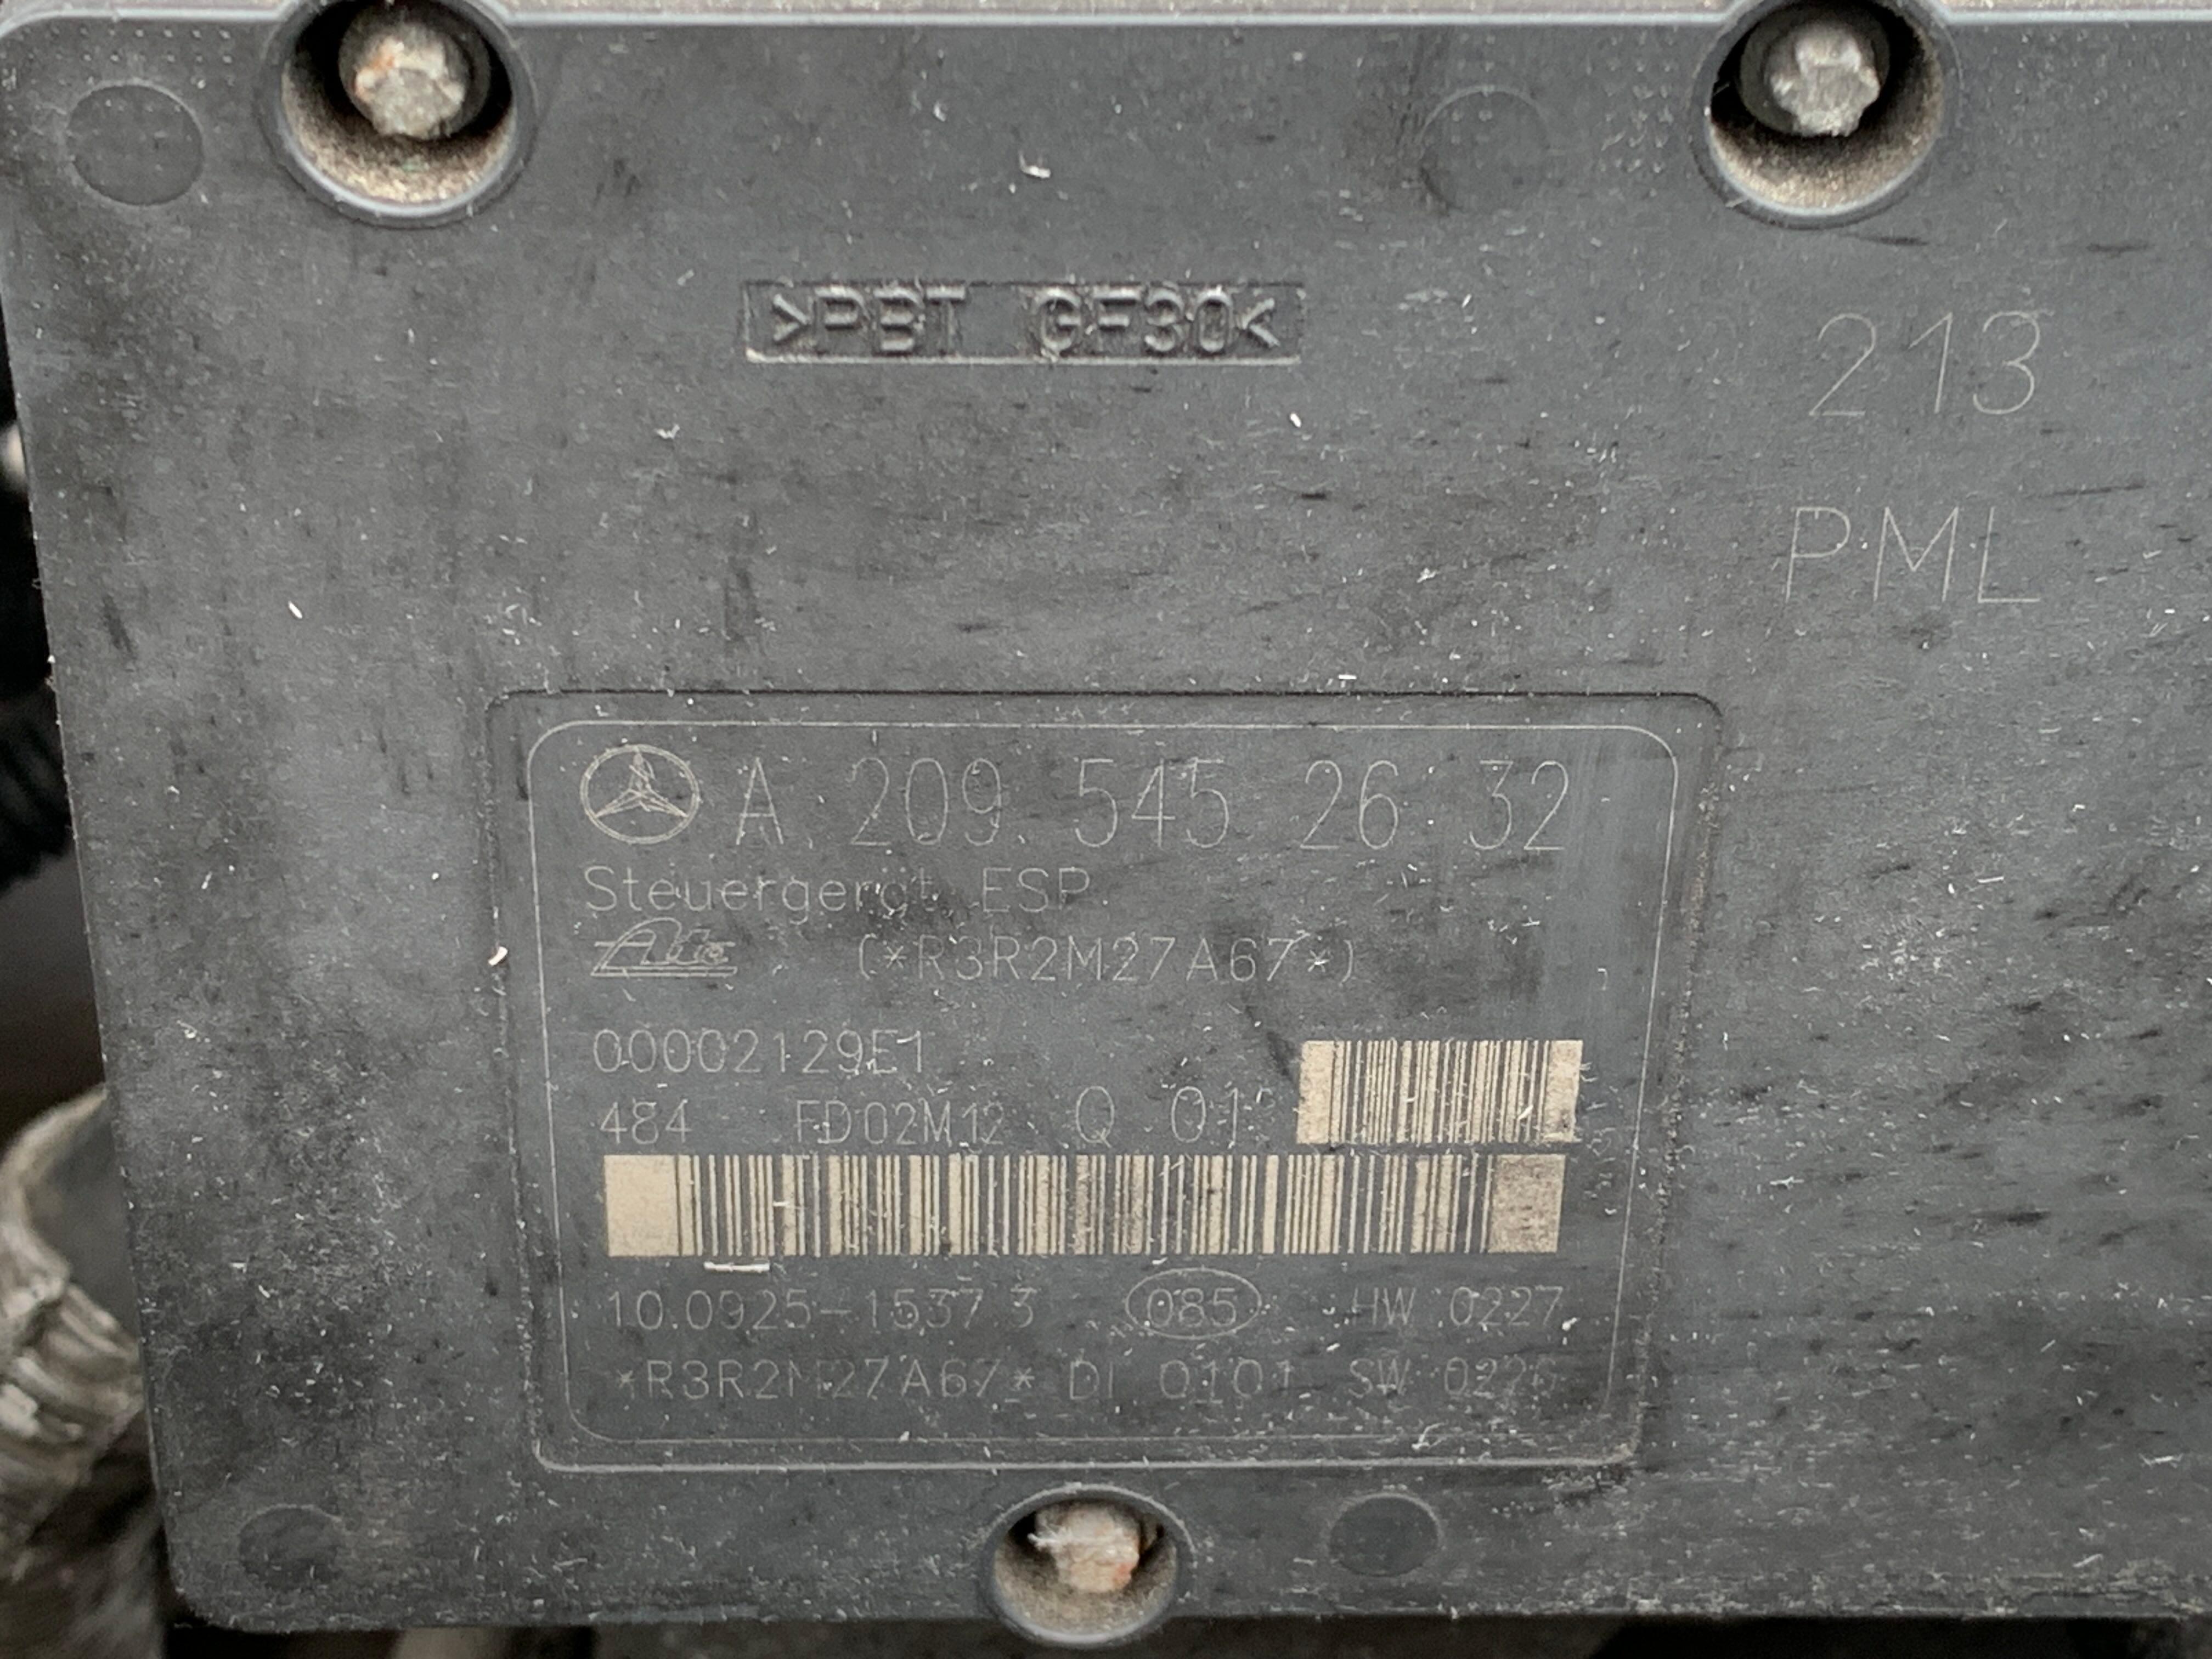 >PBT GF30<
213
PML
A 209 545 26 32
Steuergerät ESP
Ate (*R3R2M27A67*)
00002129E1
484 FD02M12 Q 01
10.0925-1537.3 085 HW 0227
*R3R2M27A67* DI 0101 SW